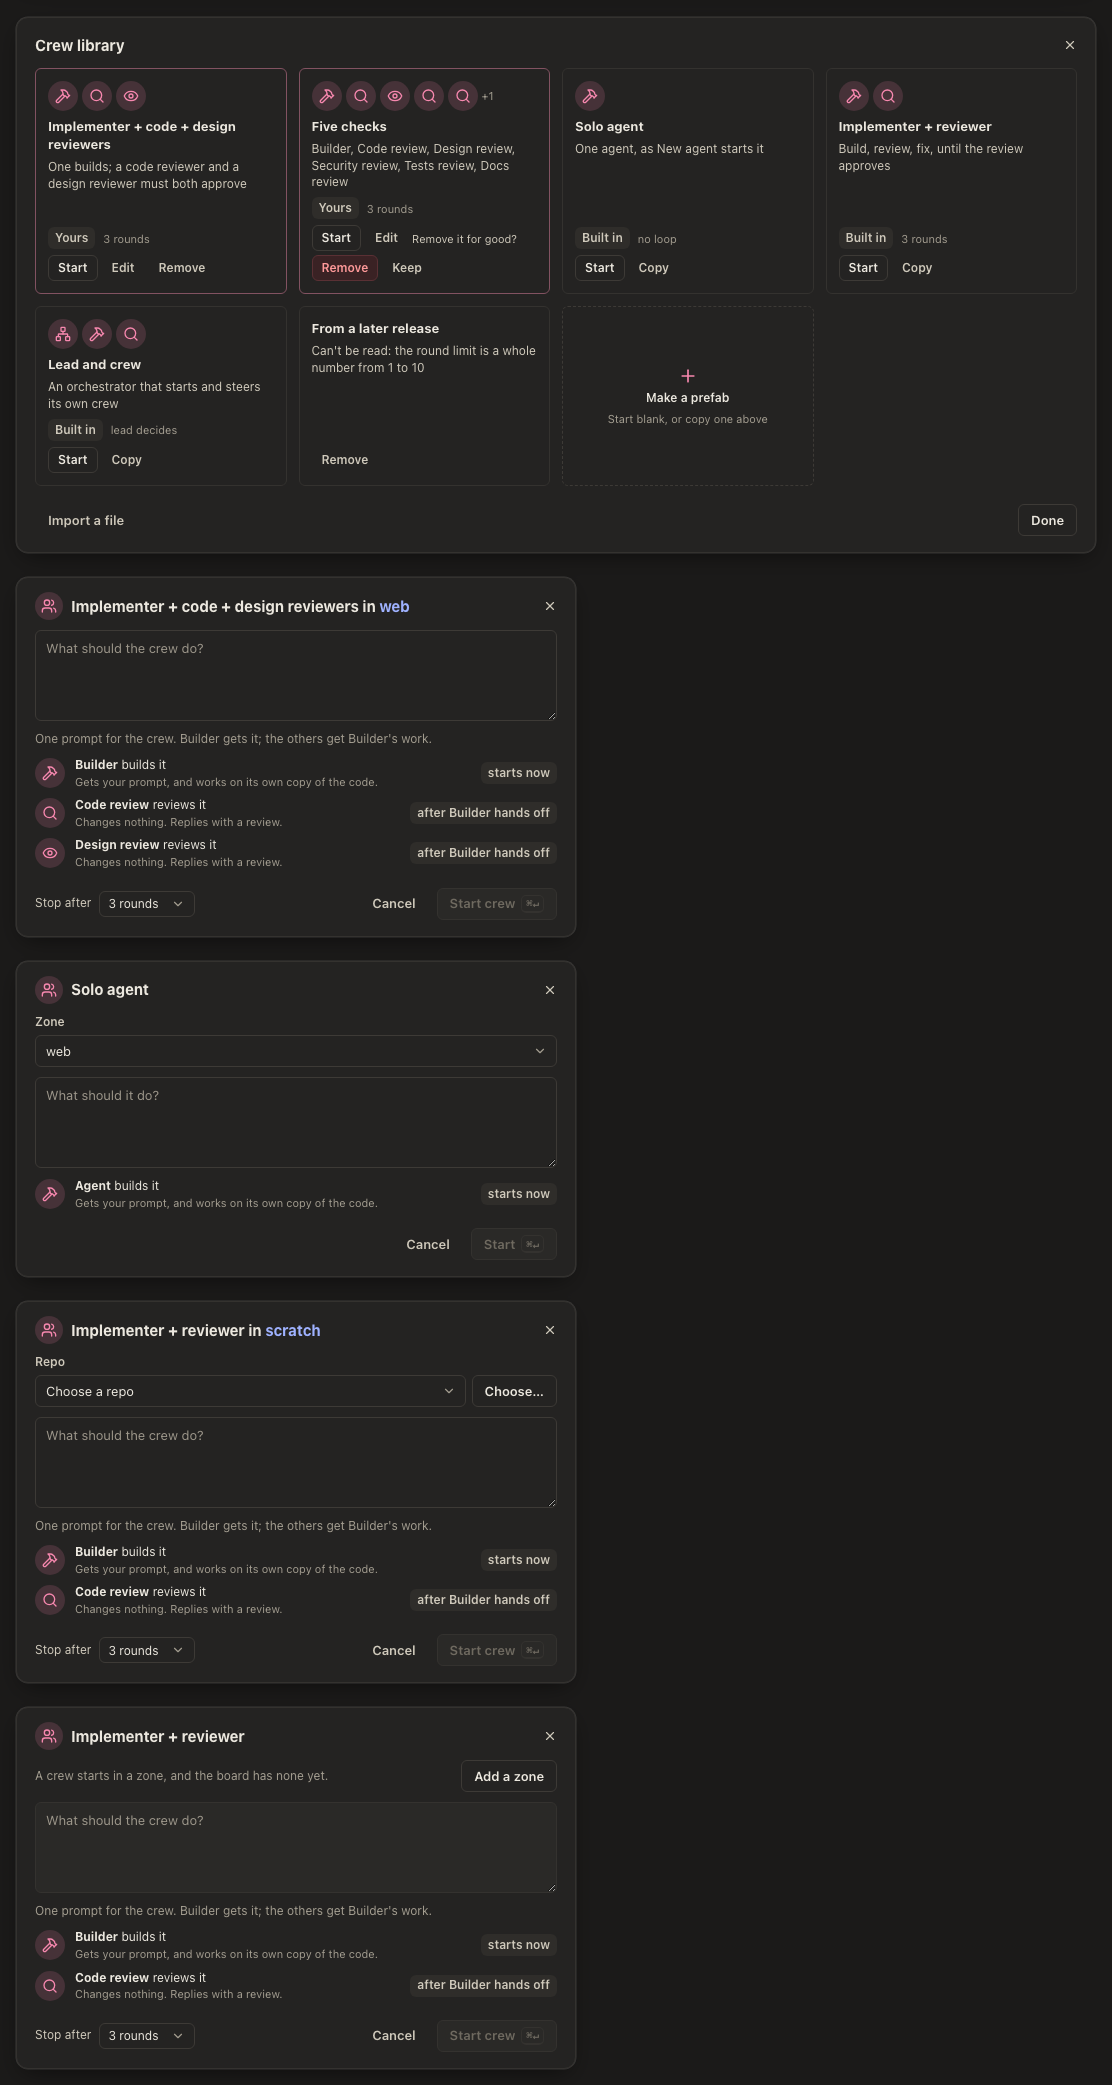 Crew library
+1
Implementer + code + design
reviewers
One builds; a code reviewer and a
design reviewer must both approve
Yours 3 rounds
Start Edit Remove
Five checks
Builder, Code review, Design review,
Security review, Tests review, Docs
review
Yours 3 rounds
Start Edit Remove it for good?
Remove Keep
Solo agent
One agent, as New agent starts it
Built in no loop
Start Copy
Implementer + reviewer
Build, review, fix, until the review
approves
Built in 3 rounds
Start Copy
Lead and crew
An orchestrator that starts and steers
its own crew
Built in lead decides
Start Copy
From a later release
Can't be read: the round limit is a whole
number from 1 to 10
Remove
Make a prefab
Start blank, or copy one above
Import a file
Done
Implementer + code + design reviewers in web
What should the crew do?
One prompt for the crew. Builder gets it; the others get Builder's work.
Builder builds it
Gets your prompt, and works on its own copy of the code.
starts now
Code review reviews it
Changes nothing. Replies with a review.
after Builder hands off
Design review reviews it
Changes nothing. Replies with a review.
after Builder hands off
Stop after 3 rounds Cancel Start crew ⌘↵
Solo agent
Zone
web
What should it do?
Agent builds it
Gets your prompt, and works on its own copy of the code.
starts now
Cancel Start ⌘↵
Implementer + reviewer in scratch
Repo
Choose a repo Choose...
What should the crew do?
One prompt for the crew. Builder gets it; the others get Builder's work.
Builder builds it
Gets your prompt, and works on its own copy of the code.
starts now
Code review reviews it
Changes nothing. Replies with a review.
after Builder hands off
Stop after 3 rounds Cancel Start crew ⌘↵
Implementer + reviewer
A crew starts in a zone, and the board has none yet. Add a zone
What should the crew do?
One prompt for the crew. Builder gets it; the others get Builder's work.
Builder builds it
Gets your prompt, and works on its own copy of the code.
starts now
Code review reviews it
Changes nothing. Replies with a review.
after Builder hands off
Stop after 3 rounds Cancel Start crew ⌘↵